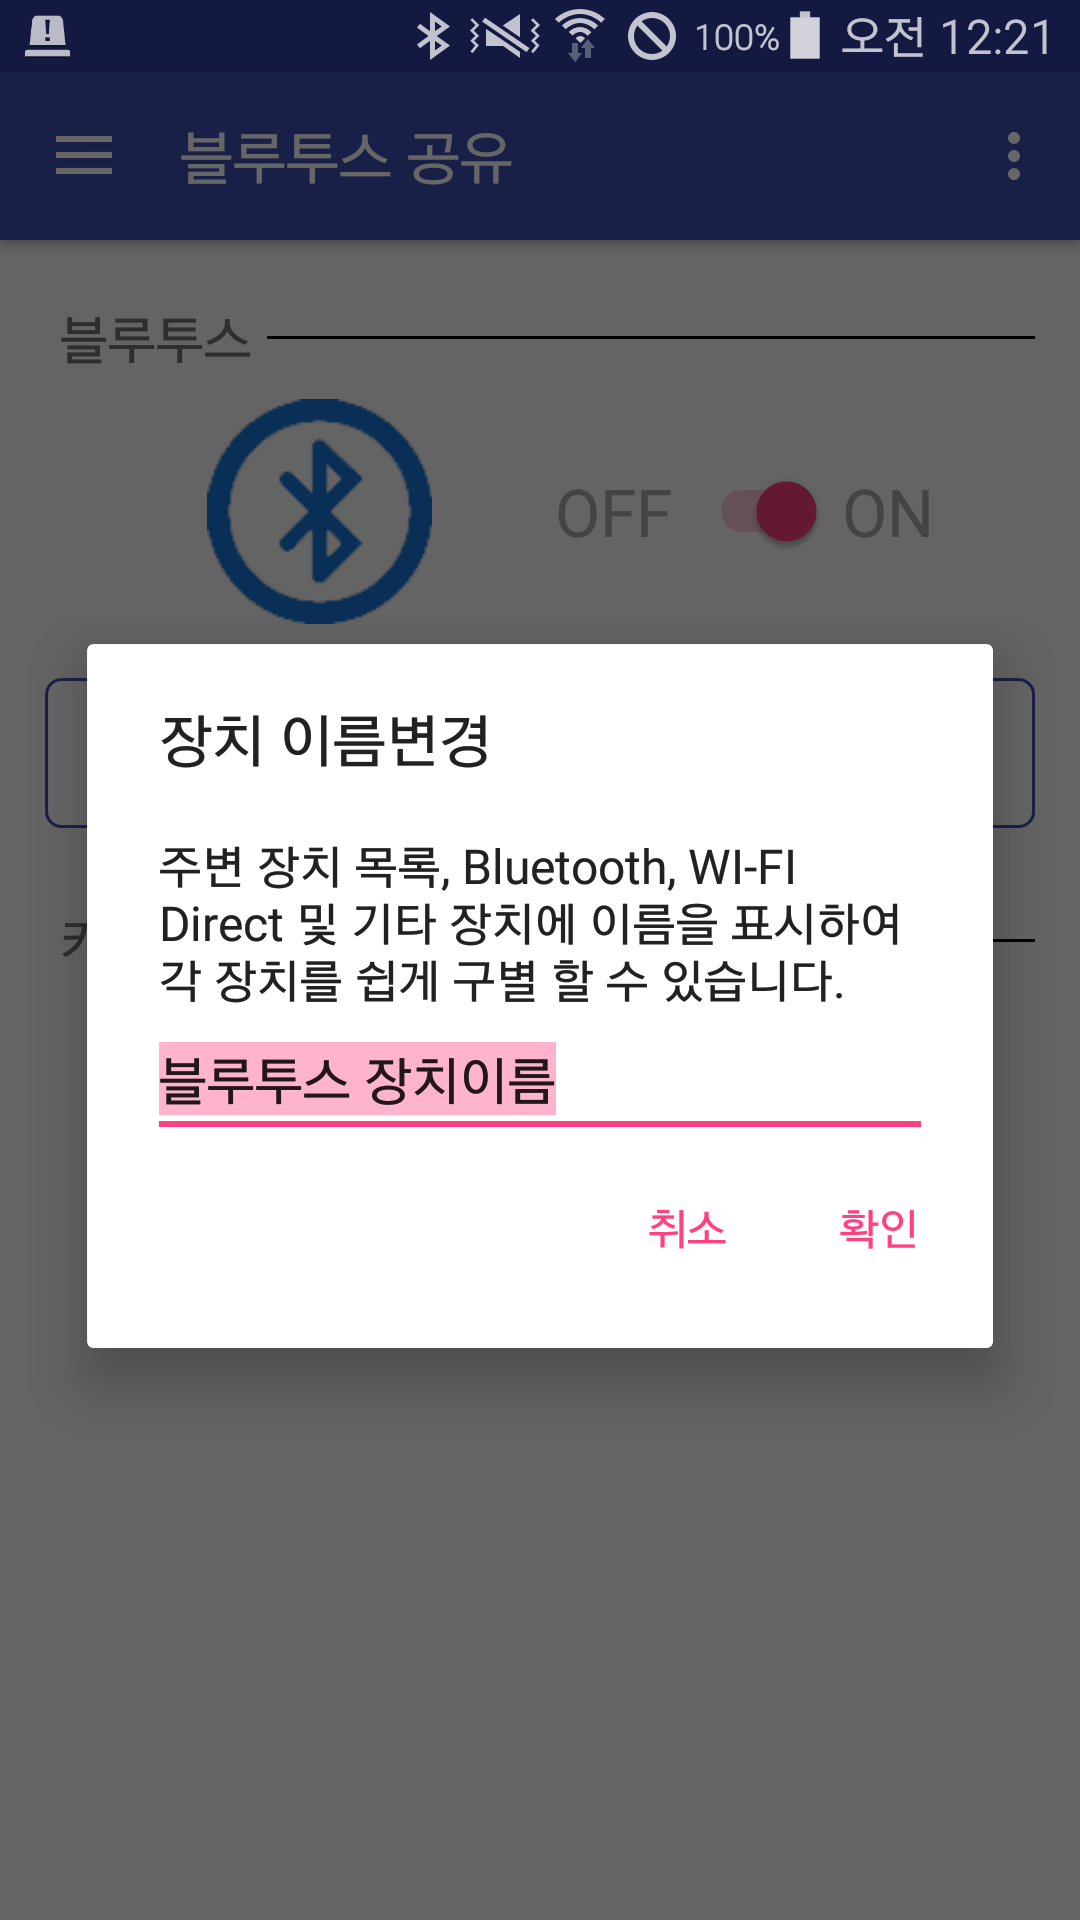 100% 오전 12:21
블루투스 공유
블루투스
OFF ON
장치 이름변경
주변 장치 목록, Bluetooth, WI-FI
Direct 및 기타 장치에 이름을 표시하여
각 장치를 쉽게 구별 할 수 있습니다.
블루투스 장치이름
취소 확인